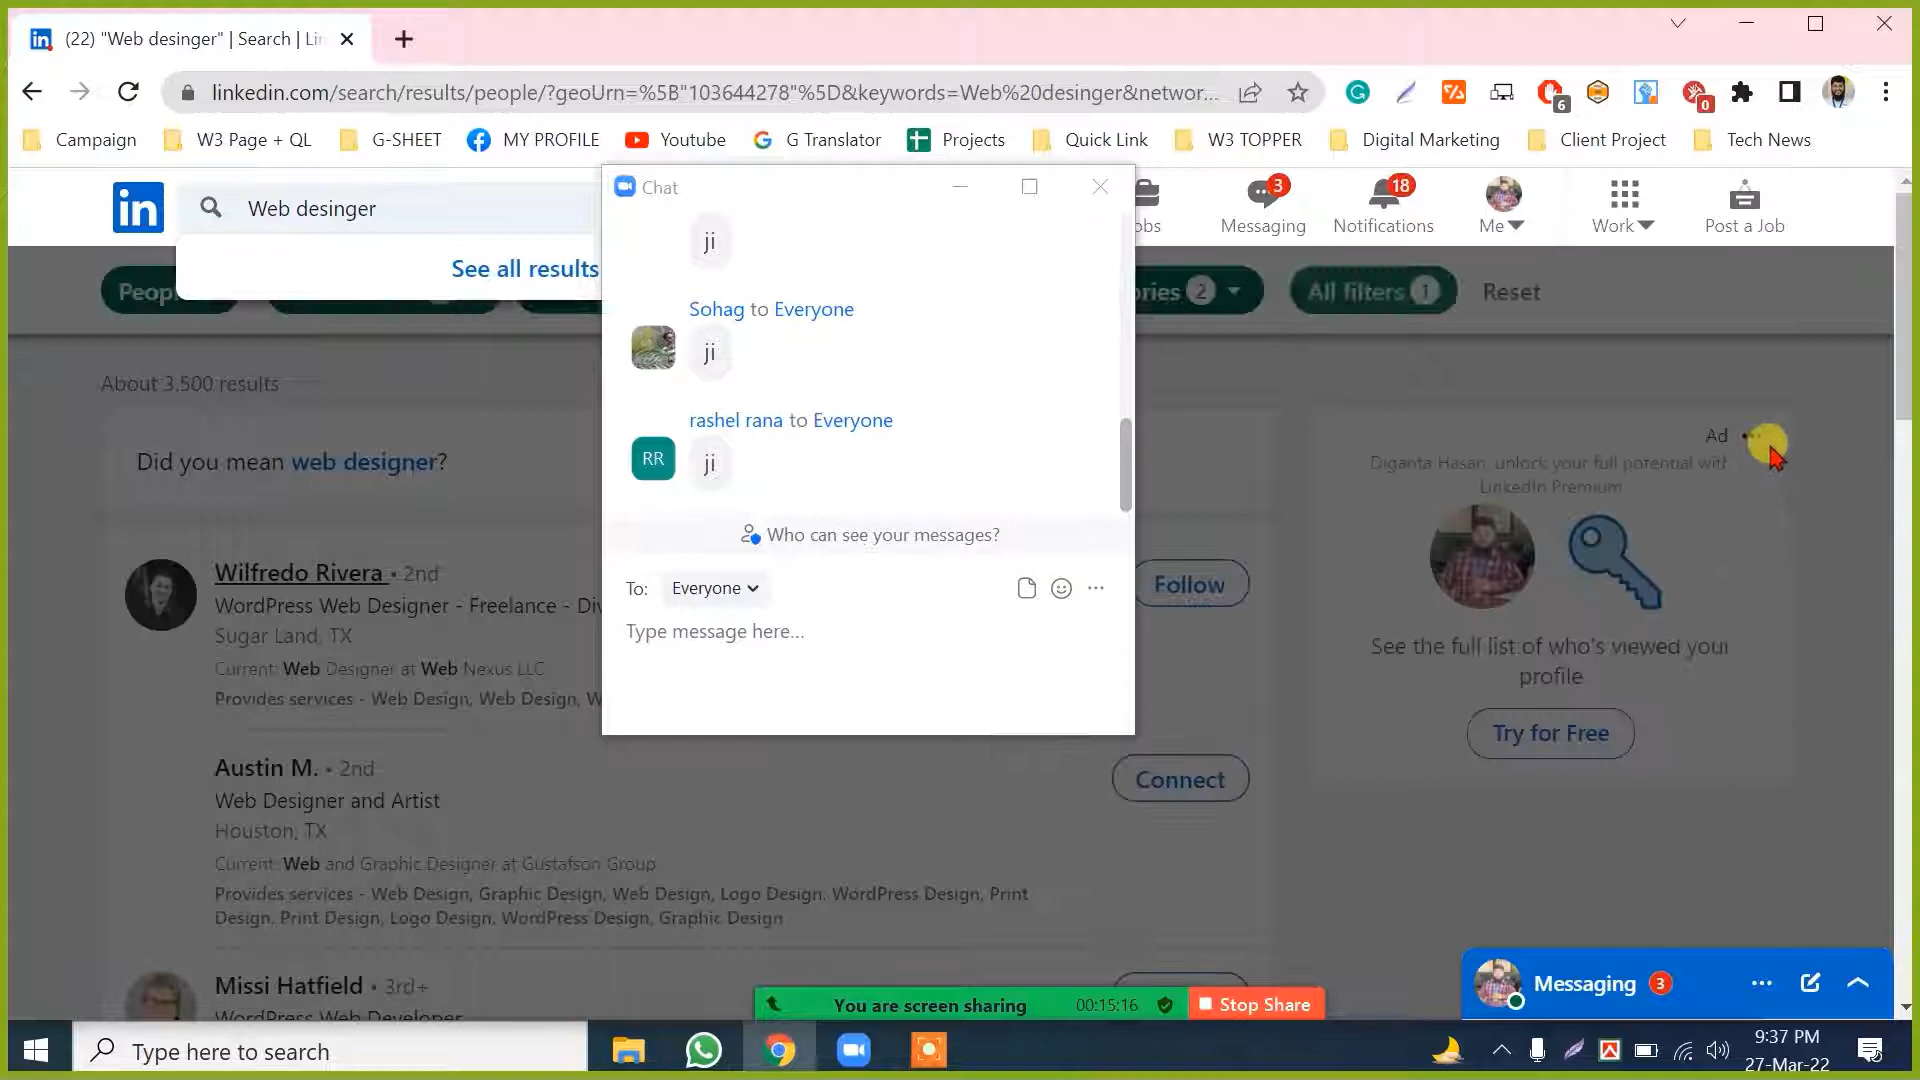 (22) "Web desinger" | Search | Lin
linkedin.com/search/results/people/?geoUrn=%5B"103644278"%5D&keywords=Web%20desinger&networ...
6
0
Campaign
W3 Page + QL
G-SHEET
MY PROFILE
Youtube
G Translator
Projects
Quick Link
W3 TOPPER
Digital Marketing
Client Project
Tech News
in
Web desinger
3
Messaging
18
Notifications
Me
Work
Post a Job
See all results
2
All filters 1
Reset
About 3,500 results
Did you mean web designer?
Wilfredo Rivera • 2nd
WordPress Web Designer - Freelance - Di
Sugar Land, TX
Current: Web Designer at Web Nexus LLC
Provides services - Web Design, Web Design, W
Follow
Austin M. • 2nd
Web Designer and Artist
Houston, TX
Current: Web and Graphic Designer at Gustafson Group
Provides services - Web Design, Graphic Design, Web Design, Logo Design, WordPress Design, Print
Design, Print Design, Logo Design, WordPress Design, Graphic Design
Connect
Missi Hatfield • 3rd+
WordPress Web Developer
Chat
ji
Sohag to Everyone
ji
rashel rana to Everyone
RR
ji
Who can see your messages?
To: Everyone
Type message here...
Ad
Diganta Hasan, unlock your full potential with
LinkedIn Premium
See the full list of who's viewed your
profile
Try for Free
Messaging 3
You are screen sharing
00:15:16
Stop Share
Type here to search
9:37 PM
27-Mar-22